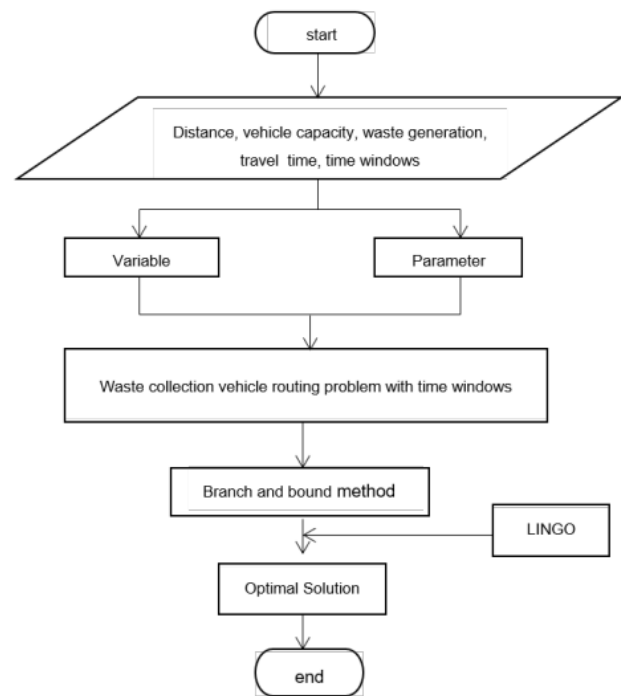 start
Distance, vehicle capacity, waste generation,
travel time, time windows
Variable
Parameter
Waste collection vehicle routing problem with time windows
Branch and bound method
LINGO
Optimal Solution
end